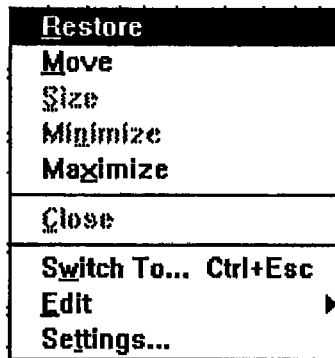 Restore
Move
Size
Minimize
Maximize
Close
Switch To... Ctrl+Esc
Edit
Settings...